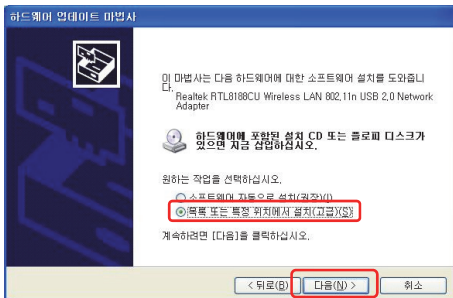 하드웨어 업데이트 마법사
이 마법사는 다음 하드웨어에 대한 소프트웨어 설치를 도와줍니
다.
Realtek RTL8188CU Wireless LAN 802.11n USB 2.0 Network
Adapter
하드웨어에 포함된 설치 CD 또는 플로피 디스크가
있으면 지금 삽입하십시오.
원하는 작업을 선택하십시오.
소프트웨어 자동으로 설치(권장)(I)
목록 또는 특정 위치에서 설치(고급)(S)
계속하려면 [다음]을 클릭하십시오.
< 뒤로(B) 다음(N) > 취소